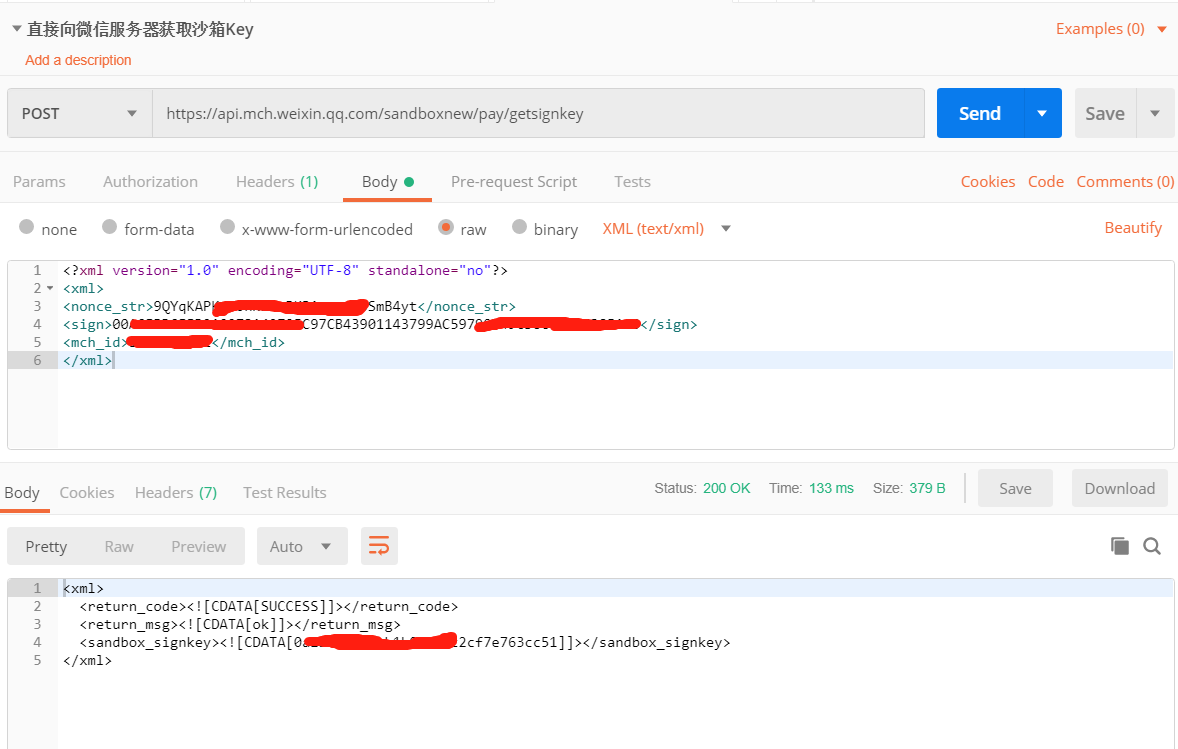 直接向微信服务器获取沙箱Key
Examples (0)
Add a description
POST
https://api.mch.weixin.qq.com/sandboxnew/pay/getsignkey
Send
Save
Params
Authorization
Headers (1)
Body
Pre-request Script
Tests
Cookies
Code
Comments (0)
none
form-data
x-www-form-urlencoded
raw
binary
XML (text/xml)
Beautify
1 <?xml version="1.0" encoding="UTF-8" standalone="no"?>
2 <xml>
3 <nonce_str>9QYqKAPK SmB4yt</nonce_str>
4 <sign>00 C97CB43901143799AC597 </sign>
5 <mch_id> </mch_id>
6 </xml>
Body
Cookies
Headers (7)
Test Results
Status: 200 OK
Time: 133 ms
Size: 379 B
Save
Download
Pretty
Raw
Preview
Auto
1 <xml>
2 <return_code><![CDATA[SUCCESS]]></return_code>
3 <return_msg><![CDATA[ok]]></return_msg>
4 <sandbox_signkey><![CDATA[0 2cf7e763cc51]]></sandbox_signkey>
5 </xml>